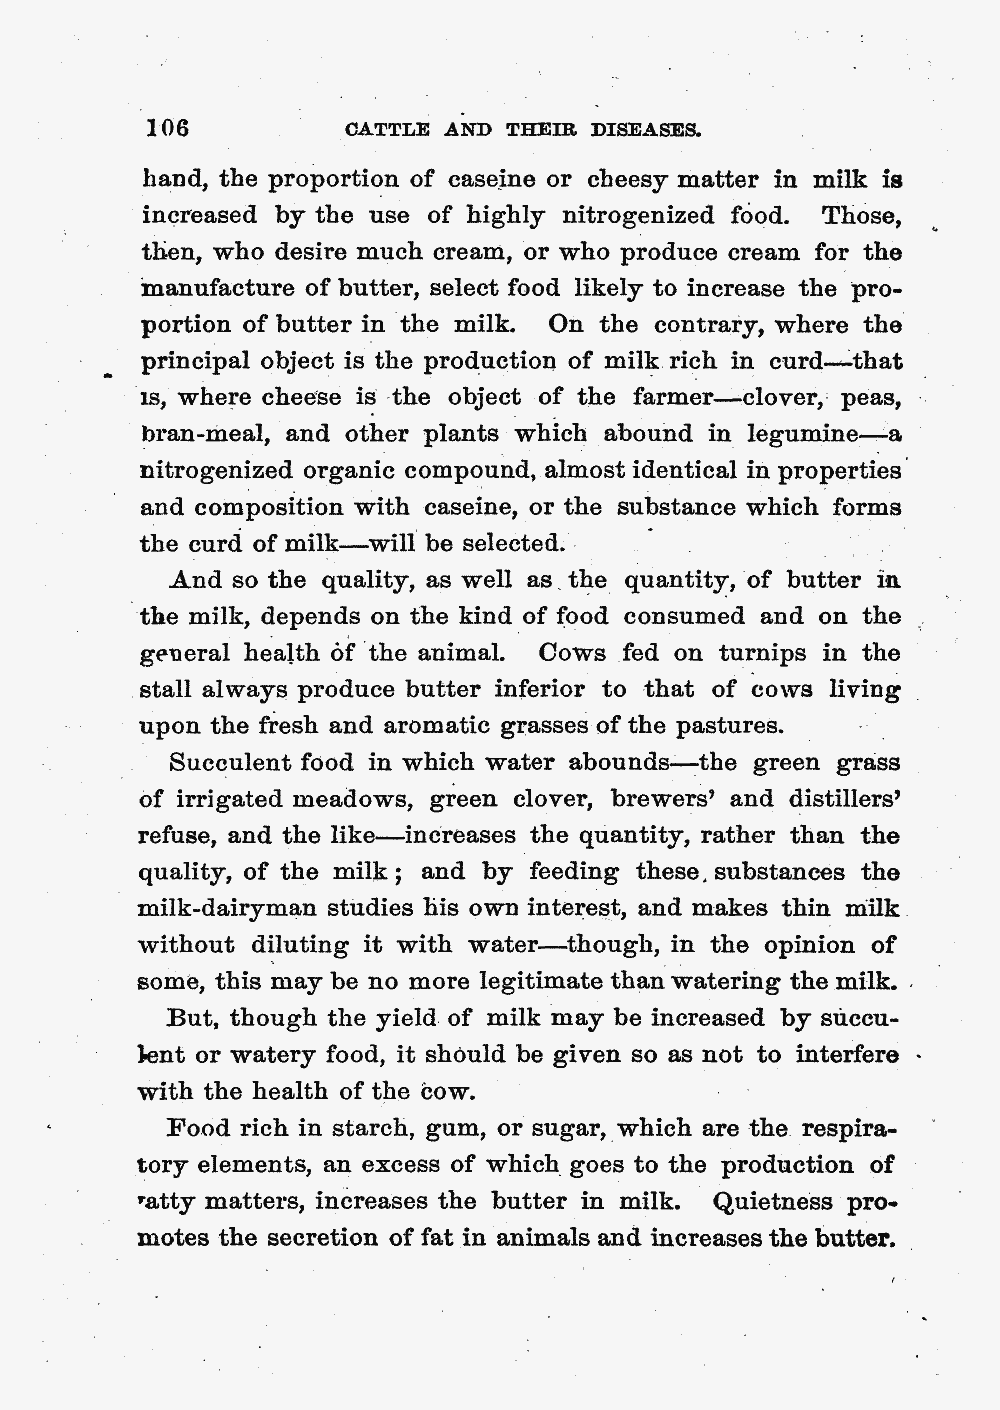 106 CATTLE AND THEIR DISEASES.
hand, the proportion of caseine or cheesy matter in milk is
increased by the use of highly nitrogenized food. Those,
then, who desire much cream, or who produce cream for the
manufacture of butter, select food likely to increase the pro-
portion of butter in the milk. On the contrary, where the
principal object is the production of milk rich in curd—that
is, where cheese is the object of the farmer—clover, peas,
bran-meal, and other plants which abound in legumine—a
nitrogenized organic compound, almost identical in properties
and composition with caseine, or the substance which forms
the curd of milk—will be selected.
And so the quality, as well as the quantity, of butter in
the milk, depends on the kind of food consumed and on the
general health of the animal. Cows fed on turnips in the
stall always produce butter inferior to that of cows living
upon the fresh and aromatic grasses of the pastures.
Succulent food in which water abounds—the green grass
of irrigated meadows, green clover, brewers’ and distillers’
refuse, and the like—increases the quantity, rather than the
quality, of the milk; and by feeding these substances the
milk-dairyman studies his own interest, and makes thin milk
without diluting it with water—though, in the opinion of
some, this may be no more legitimate than watering the milk.
But, though the yield of milk may be increased by succu-
lent or watery food, it should be given so as not to interfere
with the health of the cow.
Food rich in starch, gum, or sugar, which are the respira-
tory elements, an excess of which goes to the production of
fatty matters, increases the butter in milk. Quietness pro-
motes the secretion of fat in animals and increases the butter.